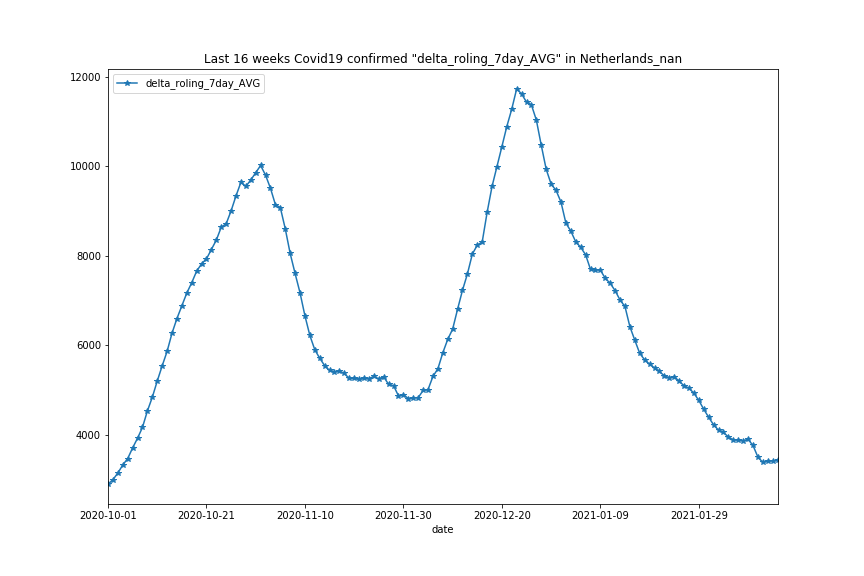 Last 16 weeks Covid19 confirmed "delta_roling_7day_AVG" in Netherlands_nan
delta_roling_7day_AVG
12000
10000
8000
6000
4000
2020-10-01 2020-10-21 2020-11-10 2020-11-30 2020-12-20 2021-01-09 2021-01-29
date